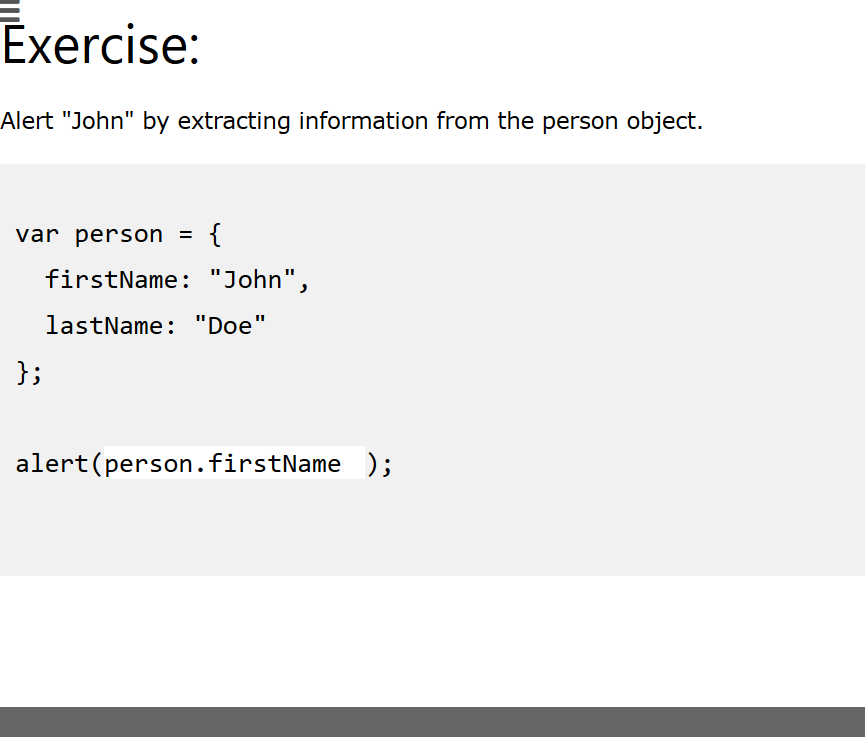 Exercise:
Alert "John" by extracting information from the person object.
var person = {
  firstName: "John",
  lastName: "Doe"
};
alert(person.firstName );